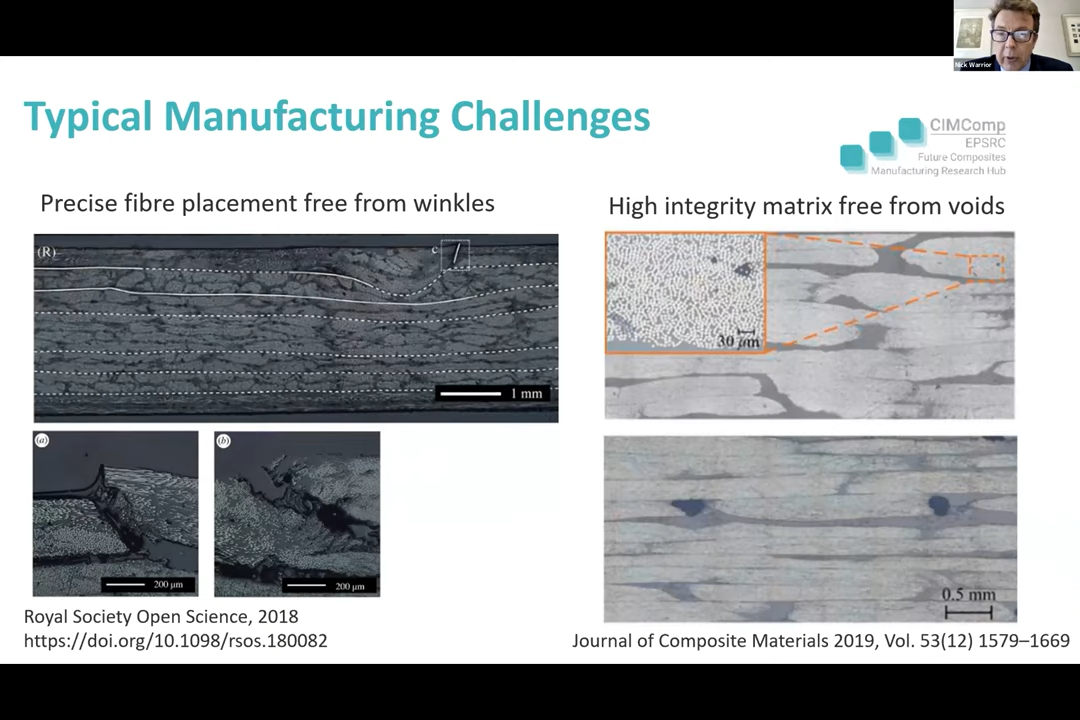 Nick Warrior
Typical Manufacturing Challenges
CIMComp
EPSRC
Future Composites
Manufacturing Research Hub
Precise fibre placement free from winkles
High integrity matrix free from voids
(R)
c
1 mm
30 µm
(a)
200 µm
(b)
200 µm
0.5 mm
Royal Society Open Science, 2018
https://doi.org/10.1098/rsos.180082
Journal of Composite Materials 2019, Vol. 53(12) 1579–1669